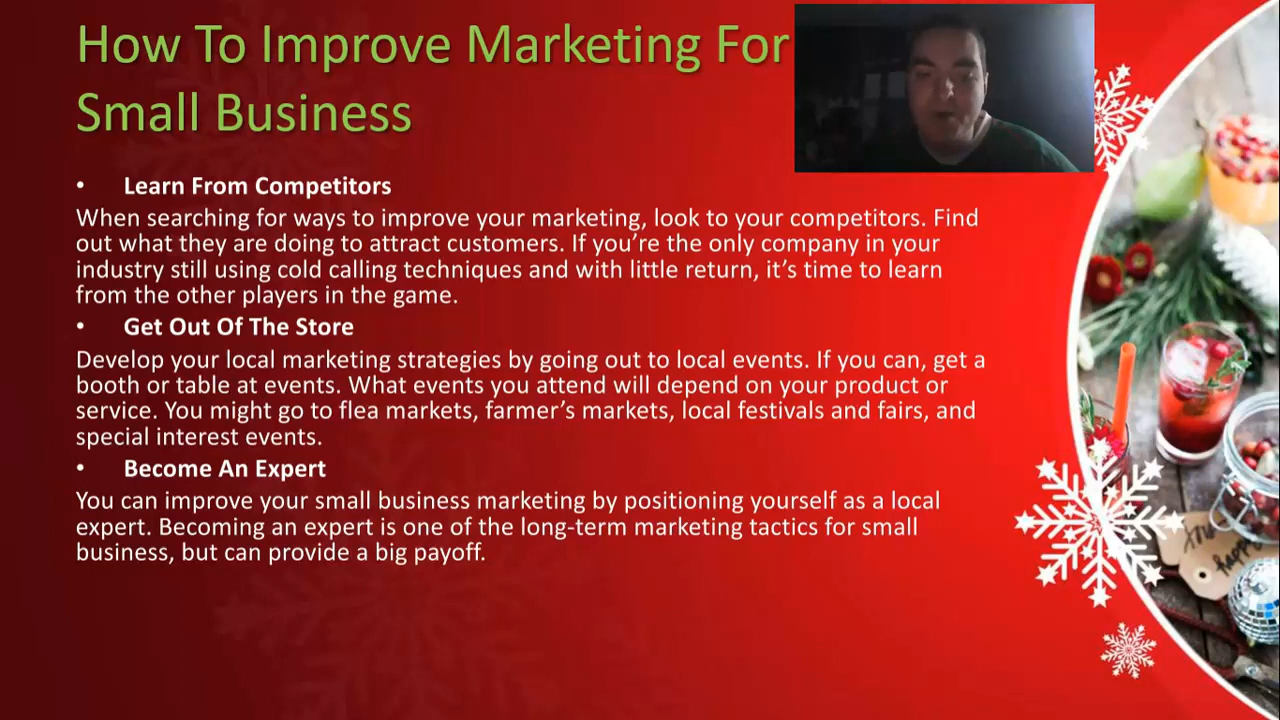 How To Improve Marketing For
Small Business
• Learn From Competitors
When searching for ways to improve your marketing, look to your competitors. Find
out what they are doing to attract customers. If you’re the only company in your
industry still using cold calling techniques and with little return, it’s time to learn
from the other players in the game.
• Get Out Of The Store
Develop your local marketing strategies by going out to local events. If you can, get a
booth or table at events. What events you attend will depend on your product or
service. You might go to flea markets, farmer’s markets, local festivals and fairs, and
special interest events.
• Become An Expert
You can improve your small business marketing by positioning yourself as a local
expert. Becoming an expert is one of the long-term marketing tactics for small
business, but can provide a big payoff.